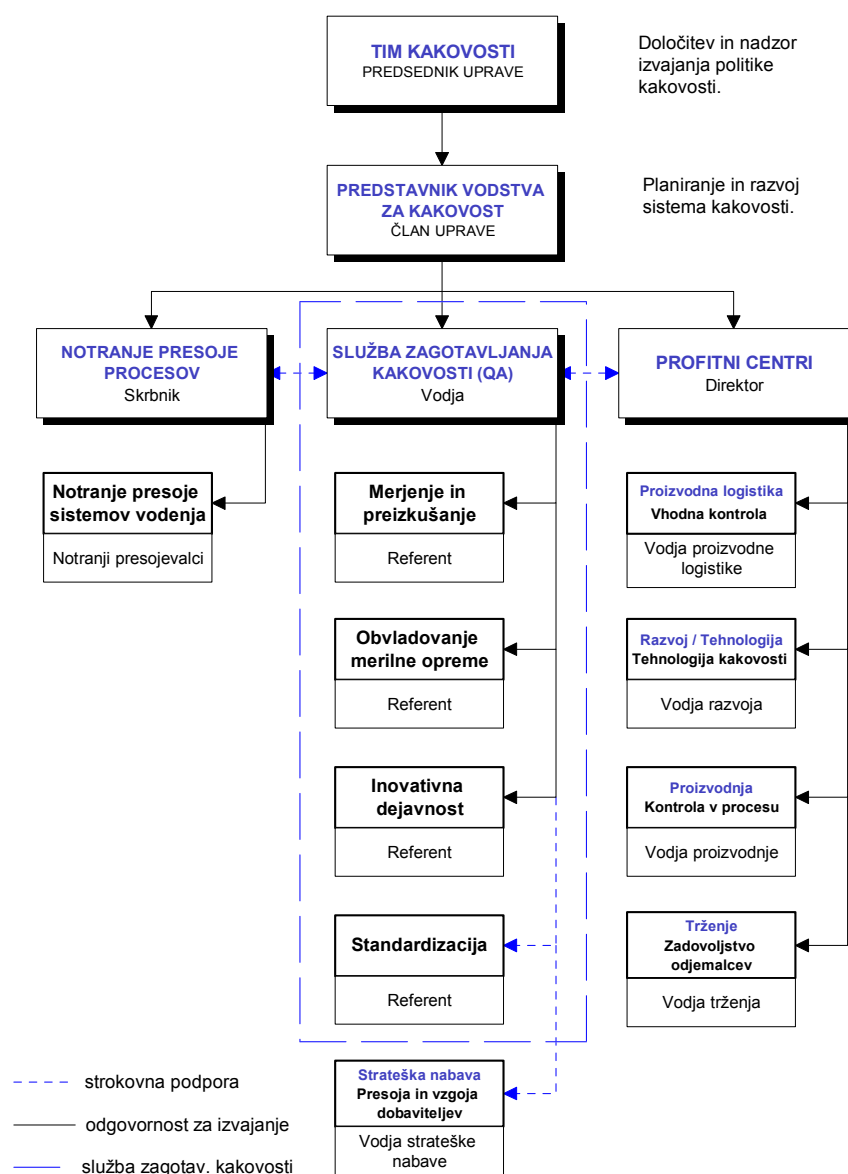 TIM KAKOVOSTI
PREDSEDNIK UPRAVE
Določitev in nadzor
izvajanja politike
kakovosti.
PREDSTAVNIK VODSTVA
ZA KAKOVOST
ČLAN UPRAVE
Planiranje in razvoj
sistema kakovosti.
NOTRANJE PRESOJE
PROCESOV
Skrbnik
SLUŽBA ZAGOTAVLJANJA
KAKOVOSTI (QA)
Vodja
PROFITNI CENTRI
Direktor
Notranje presoje
sistemov vodenja
Notranji presojevalci
Merjenje in
preizkušanje
Referent
Proizvodna logistika
Vhodna kontrola
Vodja proizvodne
logistike
Obvladovanje
merilne opreme
Referent
Razvoj / Tehnologija
Tehnologija kakovosti
Vodja razvoja
Inovativna
dejavnost
Referent
Proizvodnja
Kontrola v procesu
Vodja proizvodnje
Standardizacija
Referent
Trženje
Zadovoljstvo
odjemalcev
Vodja trženja
Strateška nabava
Presoja in vzgoja
dobaviteljev
Vodja strateške
nabave
strokovna podpora
odgovornost za izvajanje
služba zagotav. kakovosti